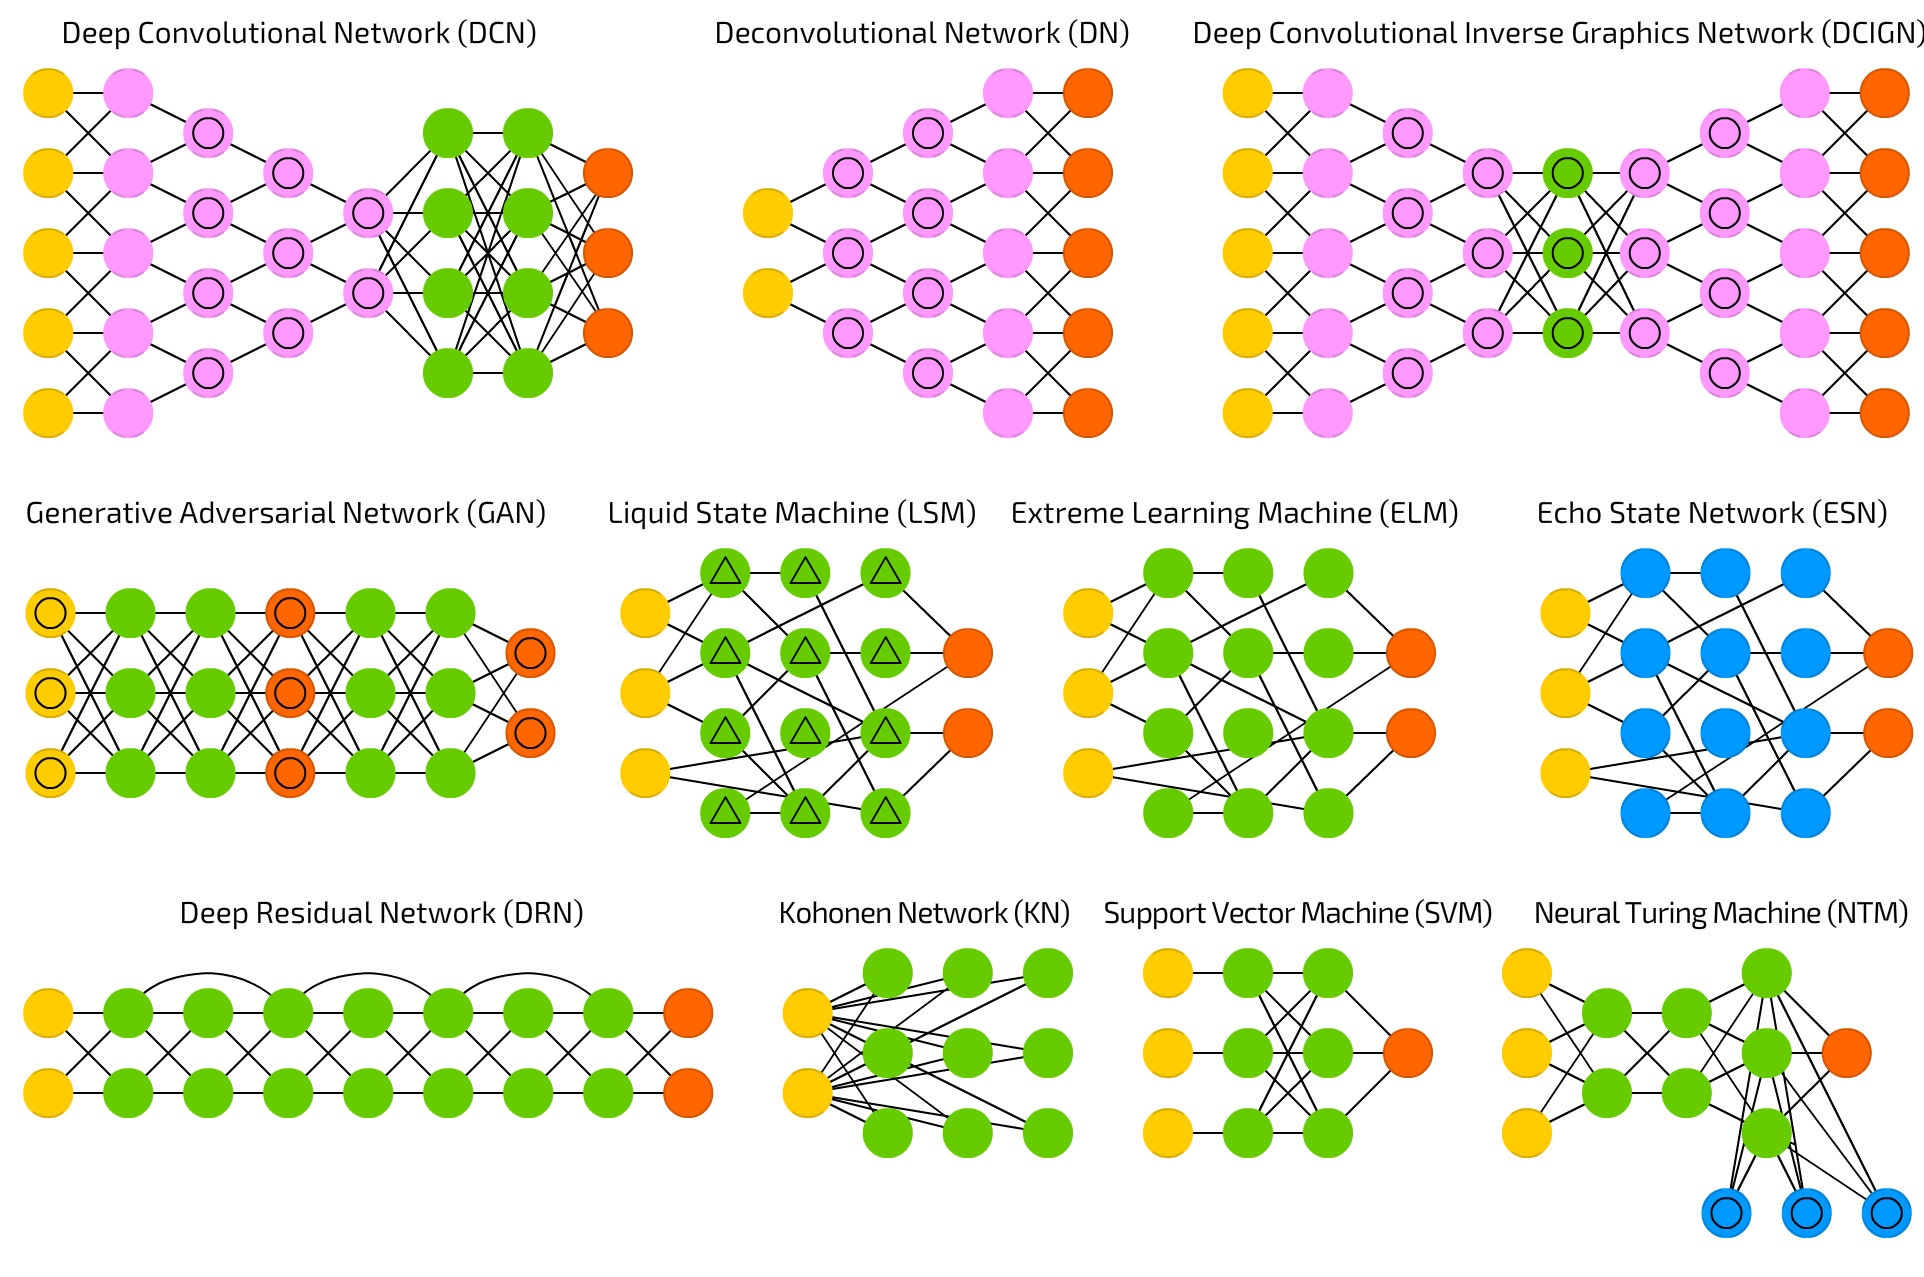 Deep Convolutional Network (DCN)
Deconvolutional Network (DN)
Deep Convolutional Inverse Graphics Network (DCIGN)
Generative Adversarial Network (GAN)
Liquid State Machine (LSM)
Extreme Learning Machine (ELM)
Echo State Network (ESN)
Deep Residual Network (DRN)
Kohonen Network (KN)
Support Vector Machine (SVM)
Neural Turing Machine (NTM)